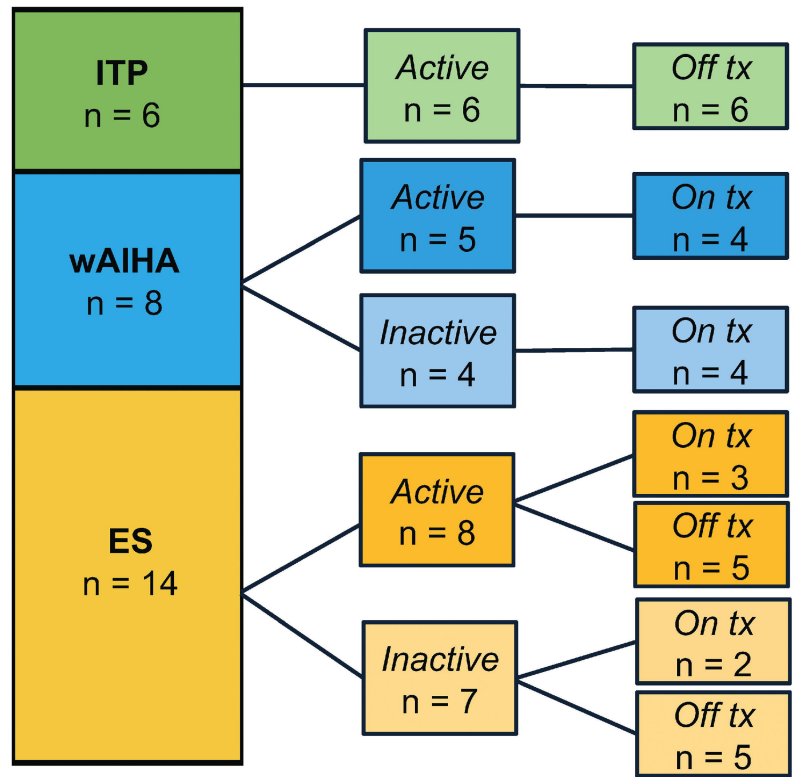 ITP
n = 6
Active
n = 6
Off tx
n = 6
wAIHA
n = 8
Active
n = 5
On tx
n = 4
Inactive
n = 4
On tx
n = 4
ES
n = 14
Active
n = 8
On tx
n = 3
Off tx
n = 5
Inactive
n = 7
On tx
n = 2
Off tx
n = 5